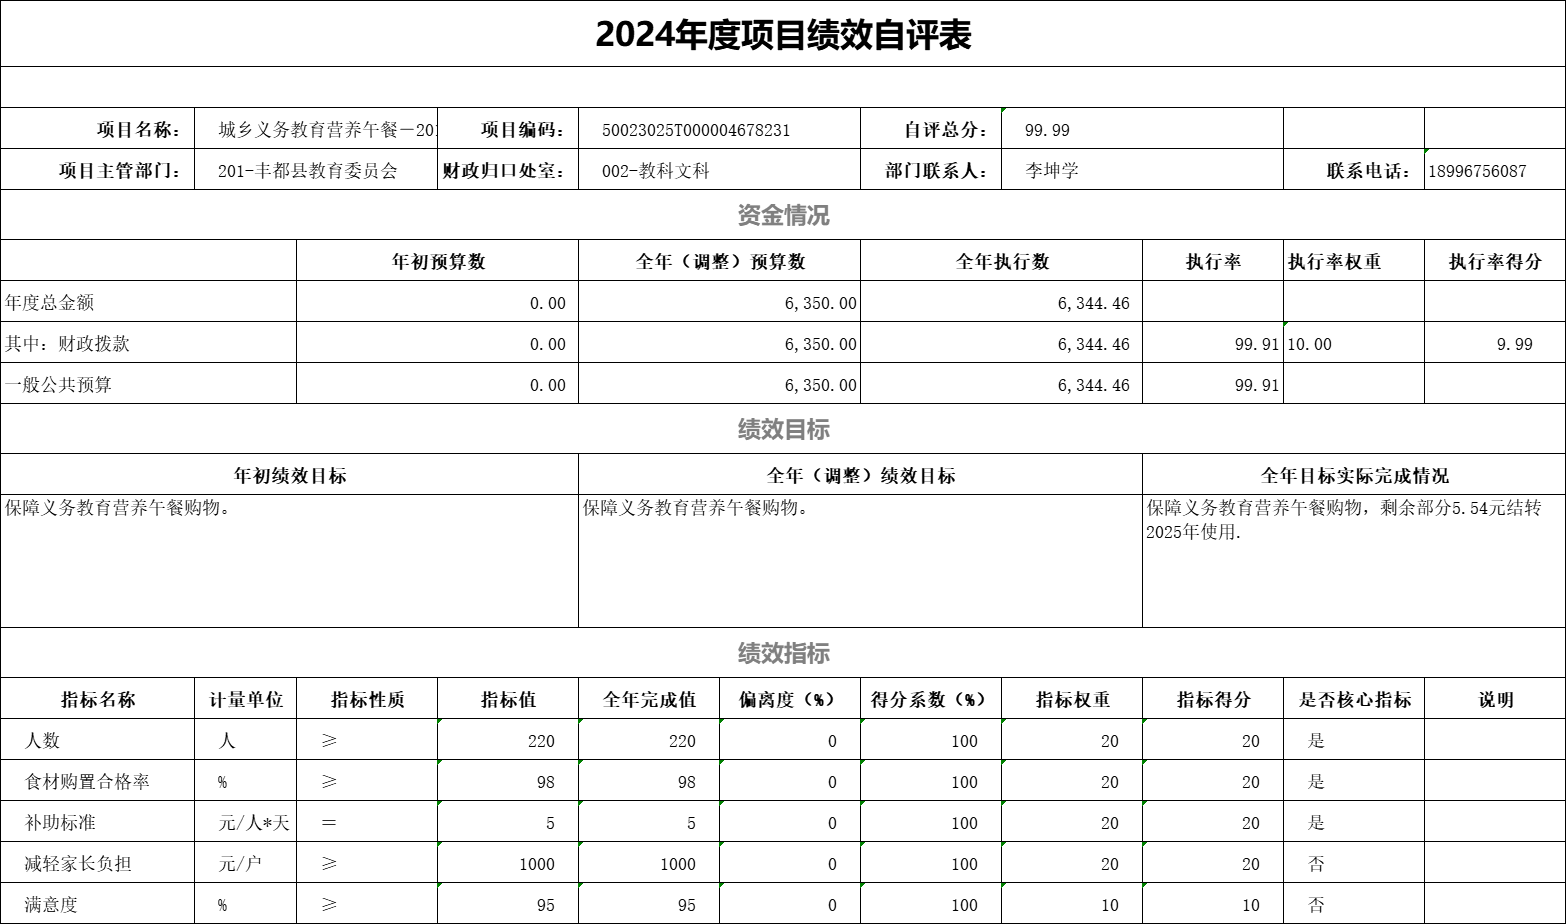 2024年度项目绩效自评表
项目名称： 城乡义务教育营养午餐－201 项目编码： 50023025T000004678231 自评总分： 99.99
项目主管部门： 201-丰都县教育委员会 财政归口处室： 002-教科文科 部门联系人： 李坤学 联系电话： 18996756087
资金情况
年初预算数 全年（调整）预算数 全年执行数 执行率 执行率权重 执行率得分
年度总金额 0.00 6,350.00 6,344.46
其中：财政拨款 0.00 6,350.00 6,344.46 99.91 10.00 9.99
一般公共预算 0.00 6,350.00 6,344.46 99.91
绩效目标
年初绩效目标 全年（调整）绩效目标 全年目标实际完成情况
保障义务教育营养午餐购物。 保障义务教育营养午餐购物。 保障义务教育营养午餐购物，剩余部分5.54元结转
2025年使用.
绩效指标
指标名称 计量单位 指标性质 指标值 全年完成值 偏离度（%） 得分系数（%） 指标权重 指标得分 是否核心指标 说明
人数 人 ≥ 220 220 0 100 20 20 是
食材购置合格率 % ≥ 98 98 0 100 20 20 是
补助标准 元/人*天 ＝ 5 5 0 100 20 20 是
减轻家长负担 元/户 ≥ 1000 1000 0 100 20 20 否
满意度 % ≥ 95 95 0 100 10 10 否